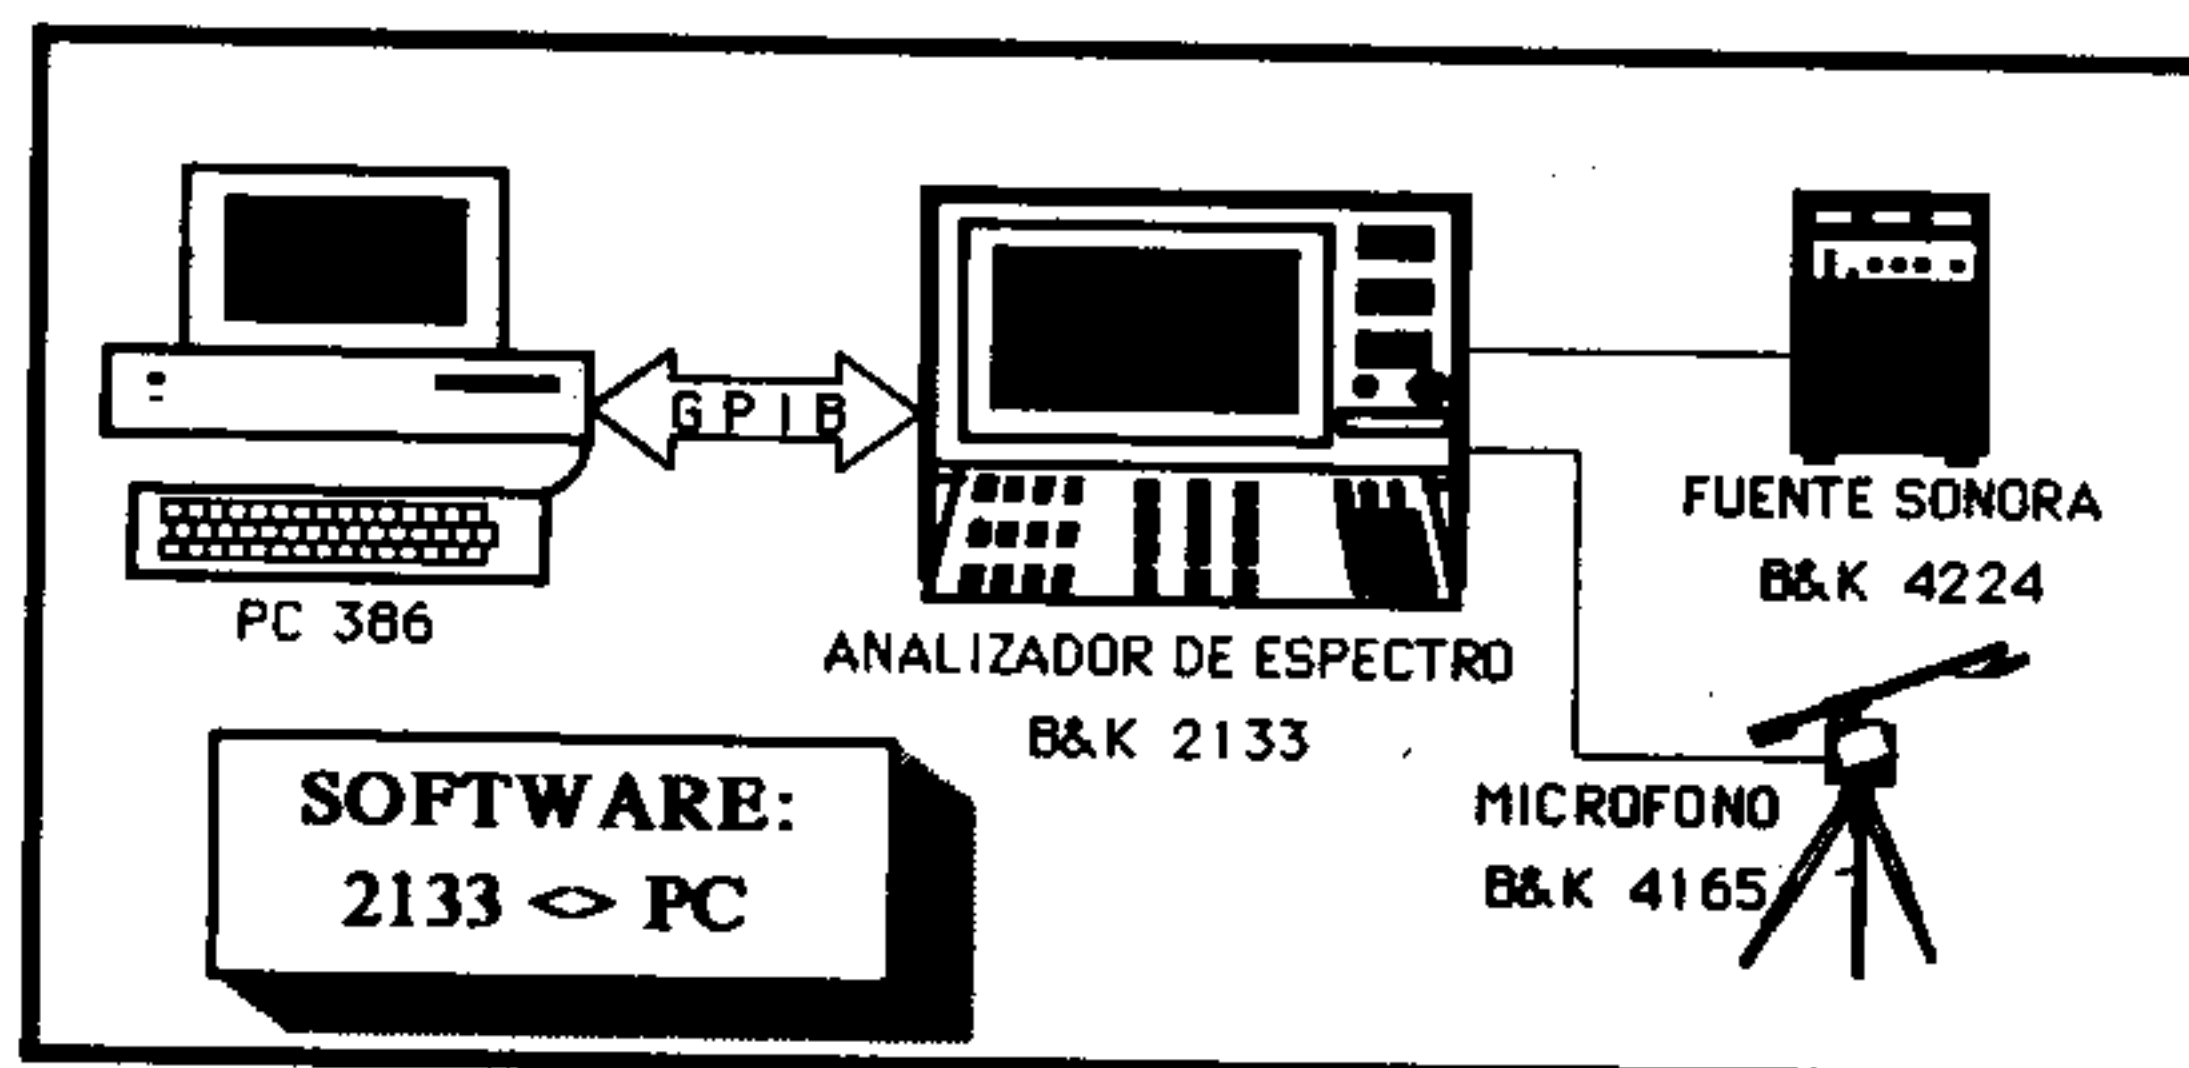 GPIB
PC 386
ANALIZADOR DE ESPECTRO
B&K 2133
FUENTE SONORA
B&K 4224
MICROFONO
B&K 4165
SOFTWARE:
2133 <> PC